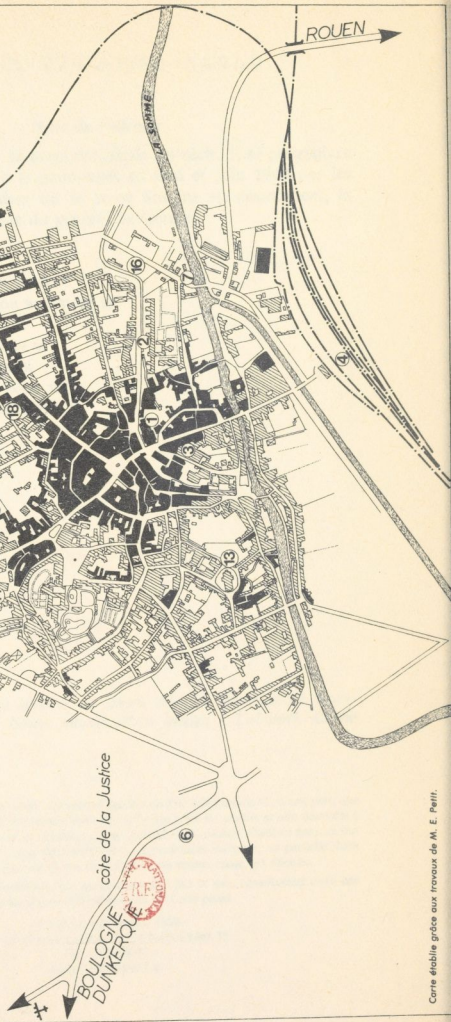 ROUEN
LA SOMME
18
16
2
17
1
3
4
13
côte de la Justice
6
BOULOGNE
DUNKERQUE
R.F.
Carte établie grâce aux travaux de M. E. Petit.